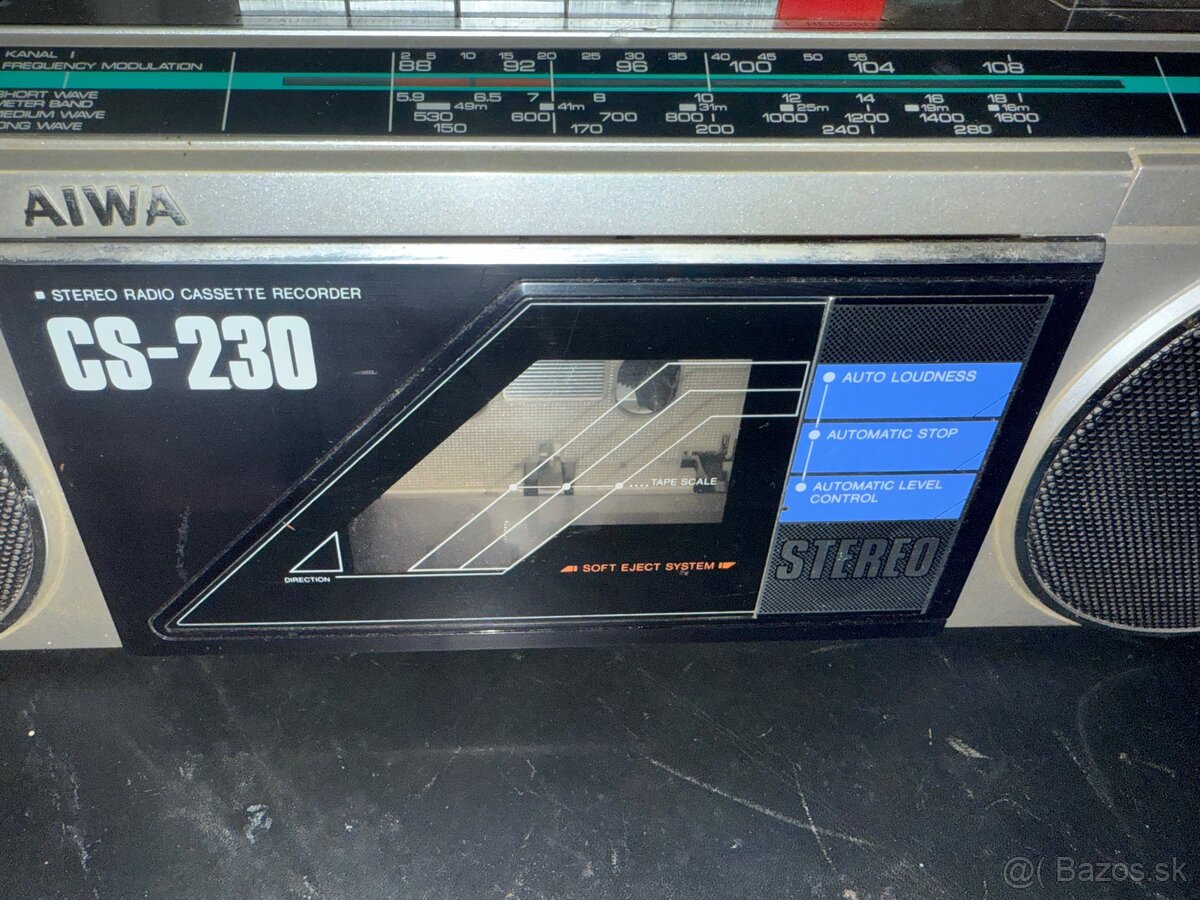 KANAL
2 5 10 15 20 25 30 35 40 45 50 55
FREQUENCY MODULATION 88 92 96 100 104 108
SHORT WAVE 5.9 6.5 7 8 10 12 14 16 18
METER BAND 49m 41m 31m 25m 19m 16m
MEDIUM WAVE 530 600 700 800 1000 1200 1400 1600
LONG WAVE 150 170 200 240 280
AIWA
STEREO RADIO CASSETTE RECORDER
CS-230
AUTO LOUDNESS
AUTOMATIC STOP
AUTOMATIC LEVEL
CONTROL
TAPE SCALE
STEREO
SOFT EJECT SYSTEM
DIRECTION
@( Bazos.sk